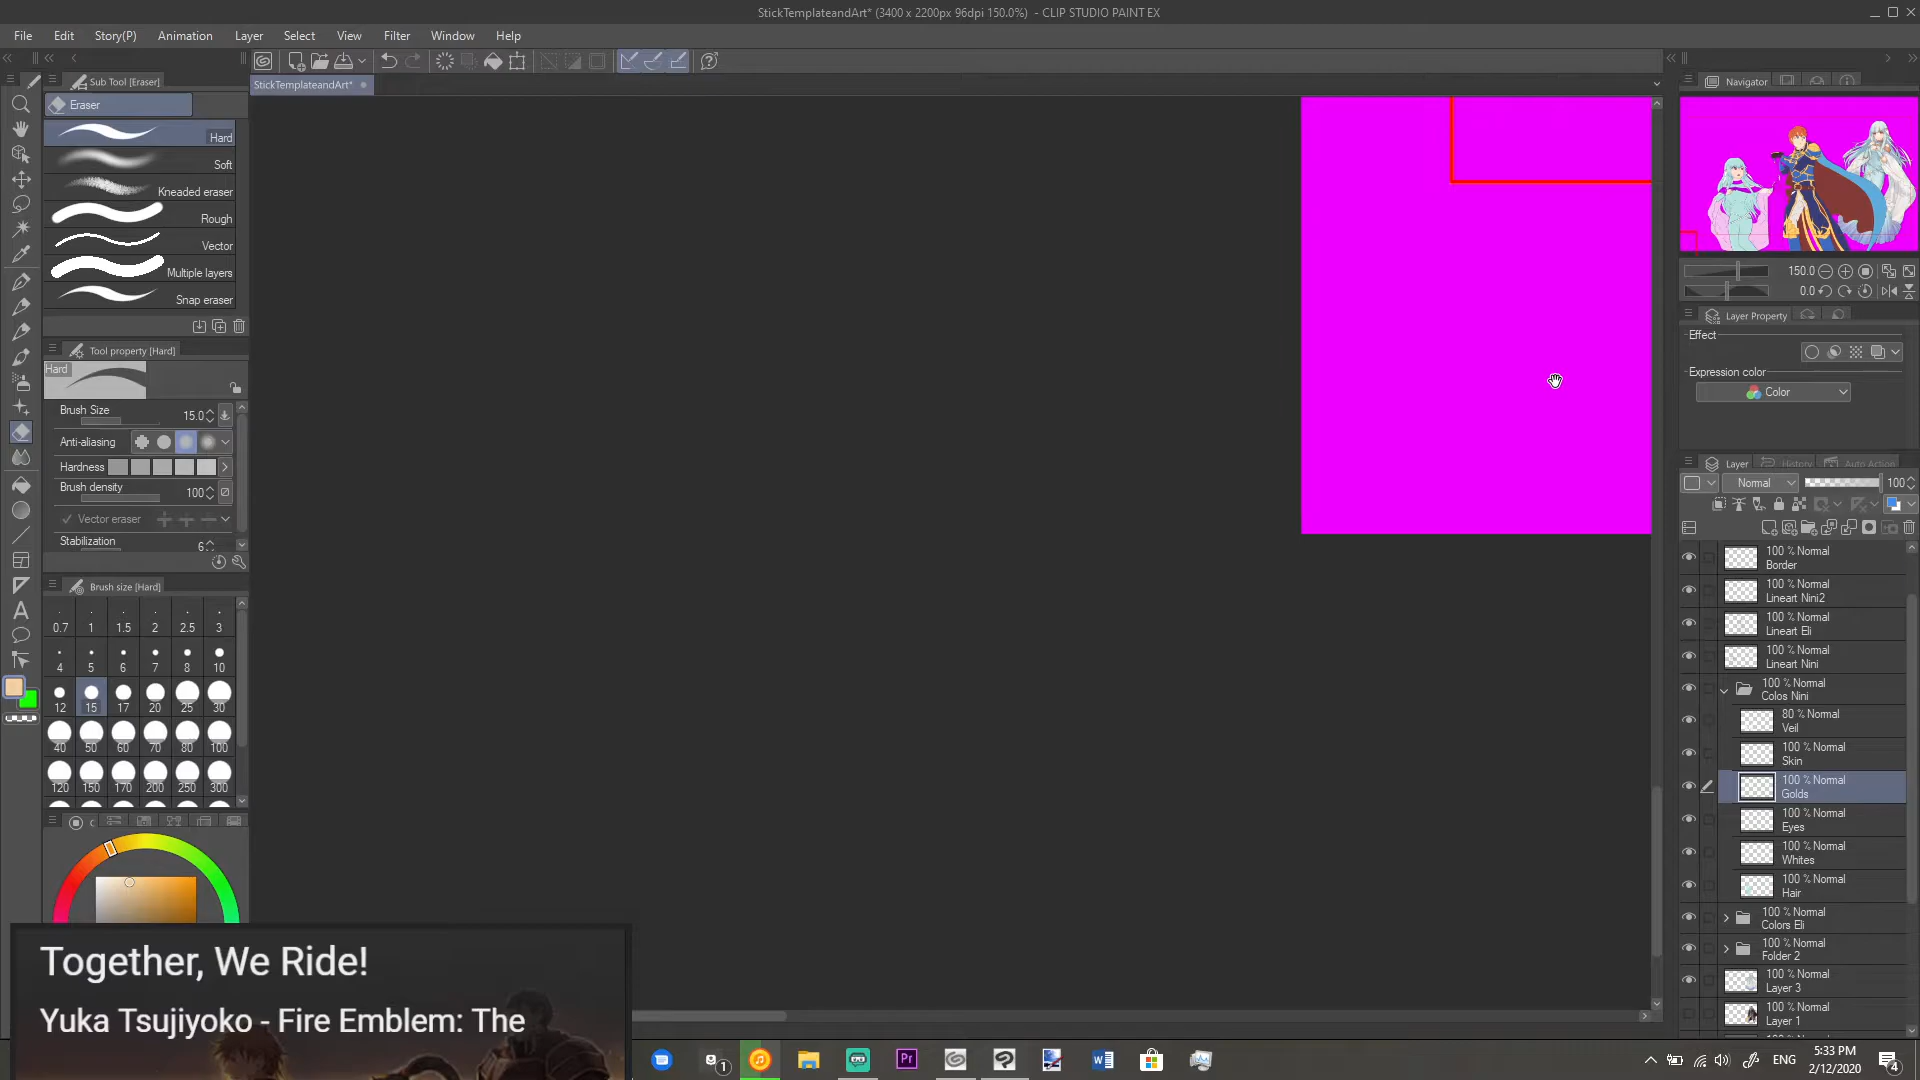 StickTemplateandArt* (3400 x 2200px 96dpi 150.0%) - CLIP STUDIO PAINT EX
File Edit Story(P) Animation Layer Select View Filter Window Help
Sub Tool [Eraser]
StickTemplateandArt*
Navigator
Eraser
Hard
Soft
Kneaded eraser
Rough
Vector
Multiple layers
Snap eraser
150.0
0.0
Layer Property
Effect
Expression color
Color
Tool property [Hard]
Hard
Brush Size 15.0
Anti-aliasing
Hardness
Brush density 100
Vector eraser
Stabilization 6
Layer History Auto Action
Normal 100
Brush size [Hard]
0.7 1 1.5 2 2.5 3
4 5 6 7 8 10
12 15 17 20 25 30
40 50 60 70 80 100
120 150 170 200 250 300
100 % Normal
Border
100 % Normal
Lineart Nini2
100 % Normal
Lineart Eli
100 % Normal
Lineart Nini
100 % Normal
Colos Nini
80 % Normal
Veil
100 % Normal
Skin
100 % Normal
Golds
100 % Normal
Eyes
100 % Normal
Whites
100 % Normal
Hair
100 % Normal
Colors Eli
100 % Normal
Folder 2
100 % Normal
Layer 3
100 % Normal
Layer 1
Together, We Ride!
Yuka Tsujiyoko - Fire Emblem: The
1
Pr
ENG
5:33 PM
2/12/2020
4